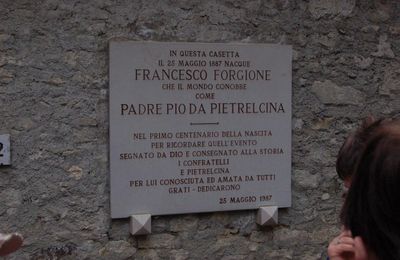 IN QUESTA CASETTA
IL 25 MAGGIO 1887 NACQUE
FRANCESCO FORGIONE
CHE IL MONDO CONOBBE
COME
PADRE PIO DA PIETRELCINA
NEL PRIMO CENTENARIO DELLA NASCITA
PER RICORDARE QUELL'EVENTO
SEGNATO DA DIO E CONSEGNATO ALLA STORIA
I CONFRATELLI
E PIETRELCINA
PER LUI CONOSCIUTA ED AMATA DA TUTTI
GRATI - DEDICARONO
25 MAGGIO 1987
2